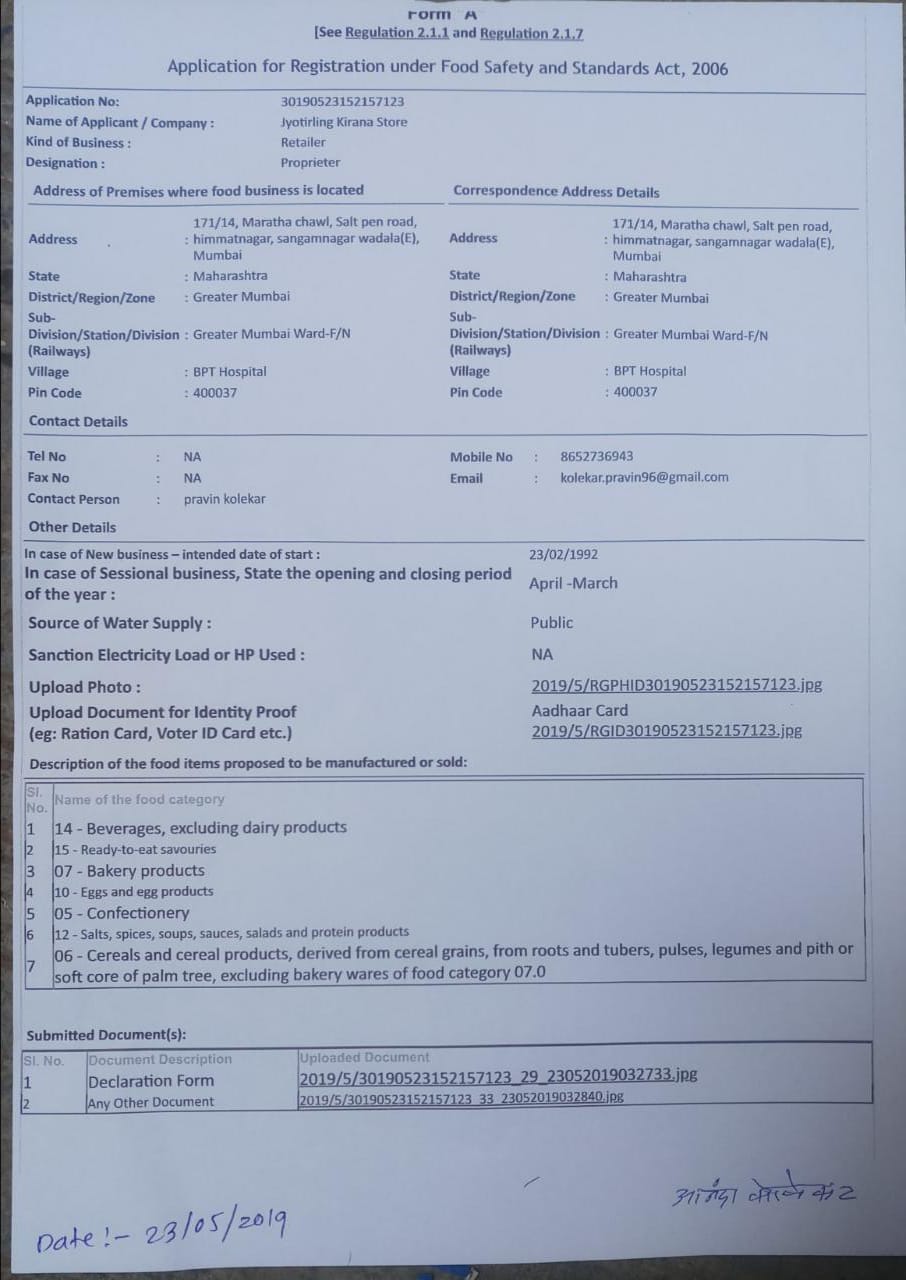 Form 'A'
[See Regulation 2.1.1 and Regulation 2.1.7
Application for Registration under Food Safety and Standards Act, 2006
Application No: 30190523152157123
Name of Applicant / Company : Jyotirling Kirana Store
Kind of Business : Retailer
Designation : Proprieter
Address of Premises where food business is located
Address : 171/14, Maratha chawl, Salt pen road,
himmatnagar, sangamnagar wadala(E),
Mumbai
State : Maharashtra
District/Region/Zone : Greater Mumbai
Sub-
Division/Station/Division : Greater Mumbai Ward-F/N
(Railways)
Village : BPT Hospital
Pin Code : 400037
Correspondence Address Details
Address : 171/14, Maratha chawl, Salt pen road,
himmatnagar, sangamnagar wadala(E),
Mumbai
State : Maharashtra
District/Region/Zone : Greater Mumbai
Sub-
Division/Station/Division : Greater Mumbai Ward-F/N
(Railways)
Village : BPT Hospital
Pin Code : 400037
Contact Details
Tel No : NA
Fax No : NA
Contact Person : pravin kolekar
Mobile No : 8652736943
Email : kolekar.pravin96@gmail.com
Other Details
In case of New business – intended date of start : 23/02/1992
In case of Sessional business, State the opening and closing period
of the year : April -March
Source of Water Supply : Public
Sanction Electricity Load or HP Used : NA
Upload Photo : 2019/5/RGPHID30190523152157123.jpg
Upload Document for Identity Proof Aadhaar Card
(eg: Ration Card, Voter ID Card etc.) 2019/5/RGID30190523152157123.jpg
Description of the food items proposed to be manufactured or sold:
Sl. No. Name of the food category
1 14 - Beverages, excluding dairy products
2 15 - Ready-to-eat savouries
3 07 - Bakery products
4 10 - Eggs and egg products
5 05 - Confectionery
6 12 - Salts, spices, soups, sauces, salads and protein products
7 06 - Cereals and cereal products, derived from cereal grains, from roots and tubers, pulses, legumes and pith or
soft core of palm tree, excluding bakery wares of food category 07.0
Submitted Document(s):
Sl. No. Document Description Uploaded Document
1 Declaration Form 2019/5/30190523152157123_29_23052019032733.jpg
2 Any Other Document 2019/5/30190523152157123_33_23052019032840.jpg
Date :- 23/05/2019